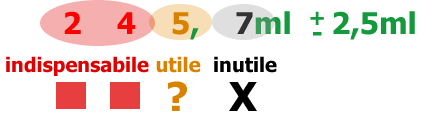 2 4 5, 7ml ± 2,5ml
indispensabile utile inutile
? X